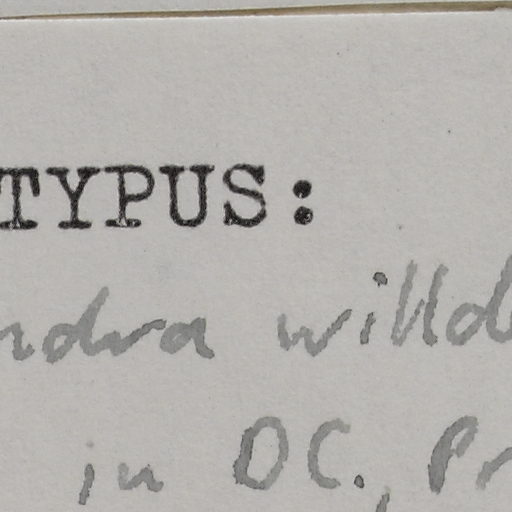 TYPUS:
ndra willd
in DC., Pr